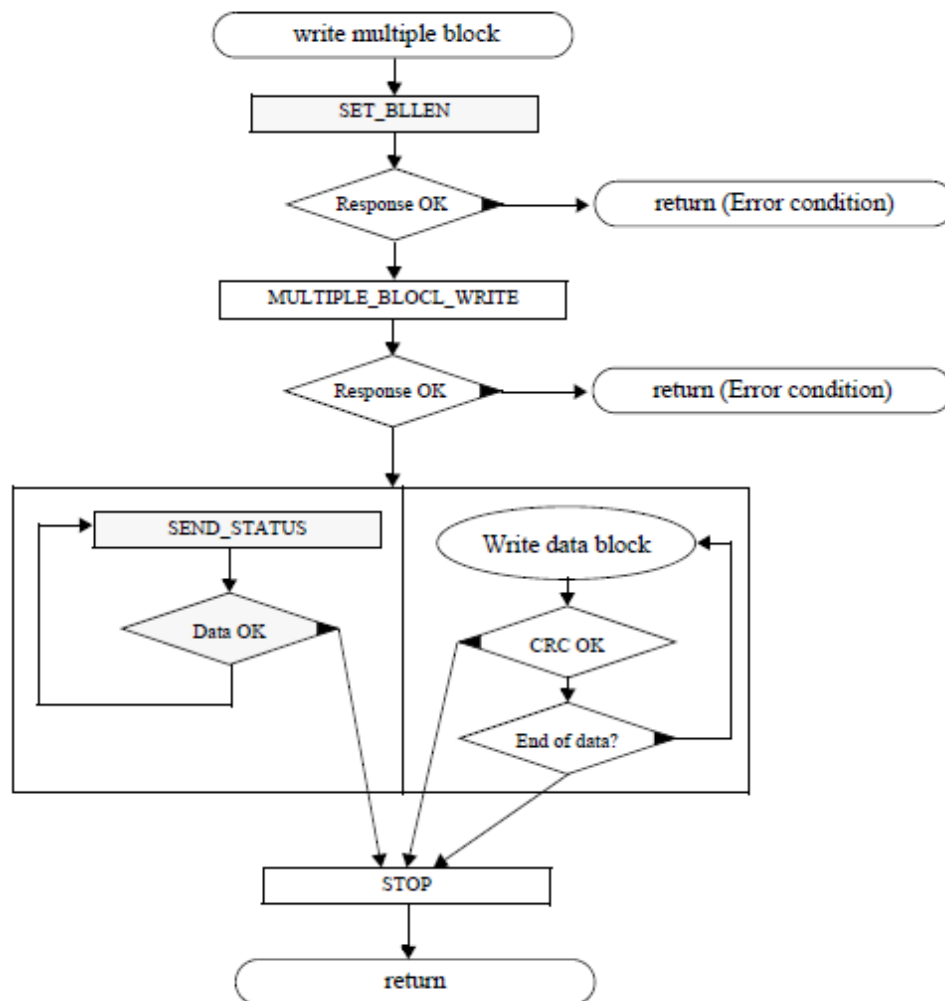 write multiple block
SET_BLLEN
Response OK
return (Error condition)
MULTIPLE_BLOCL_WRITE
Response OK
return (Error condition)
SEND_STATUS
Write data block
Data OK
CRC OK
End of data?
STOP
return